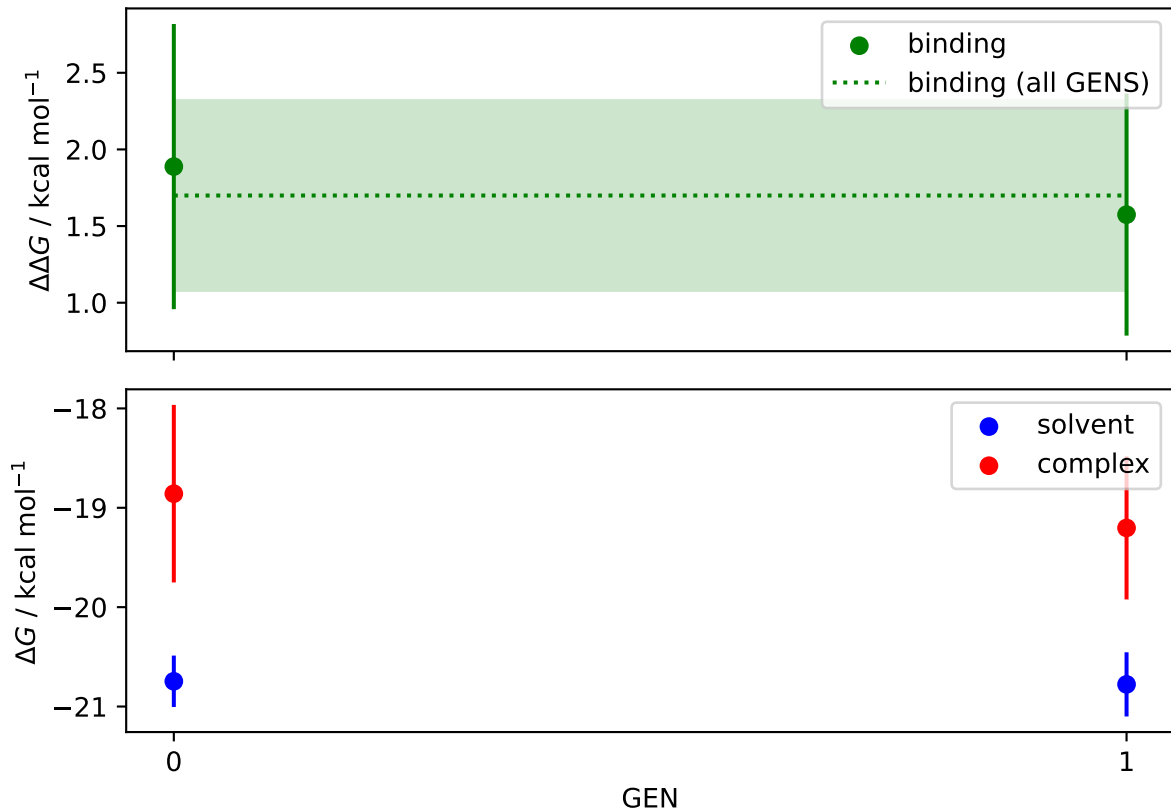 ΔΔG / kcal mol⁻¹
2.5
2.0
1.5
1.0
binding
binding (all GENS)
ΔG / kcal mol⁻¹
−18
−19
−20
−21
solvent
complex
0
1
GEN